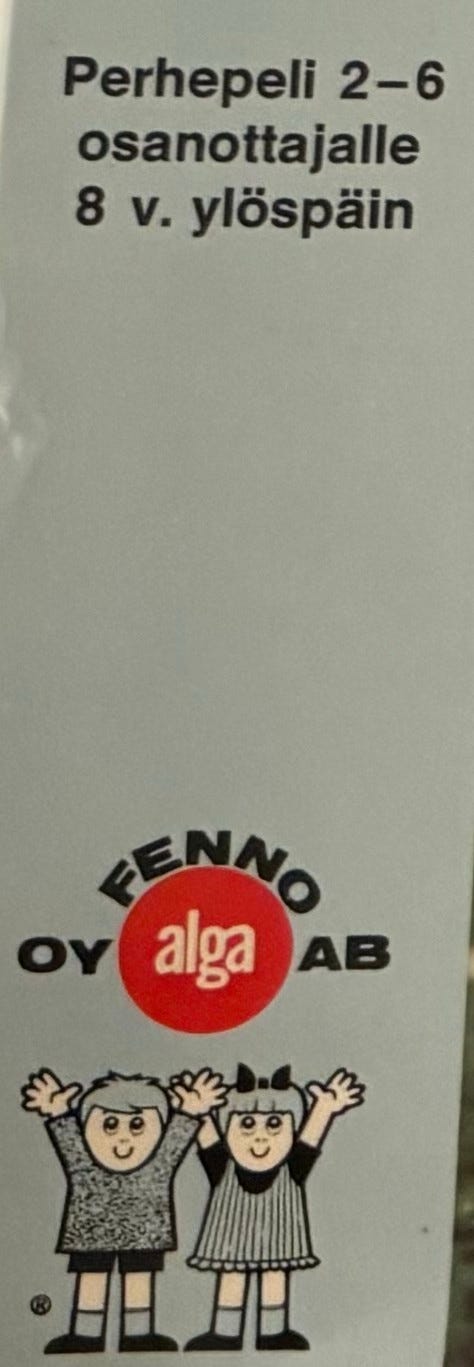 Perhepeli 2–6
osanottajalle
8 v. ylöspäin
FENNO
OY alga AB
®